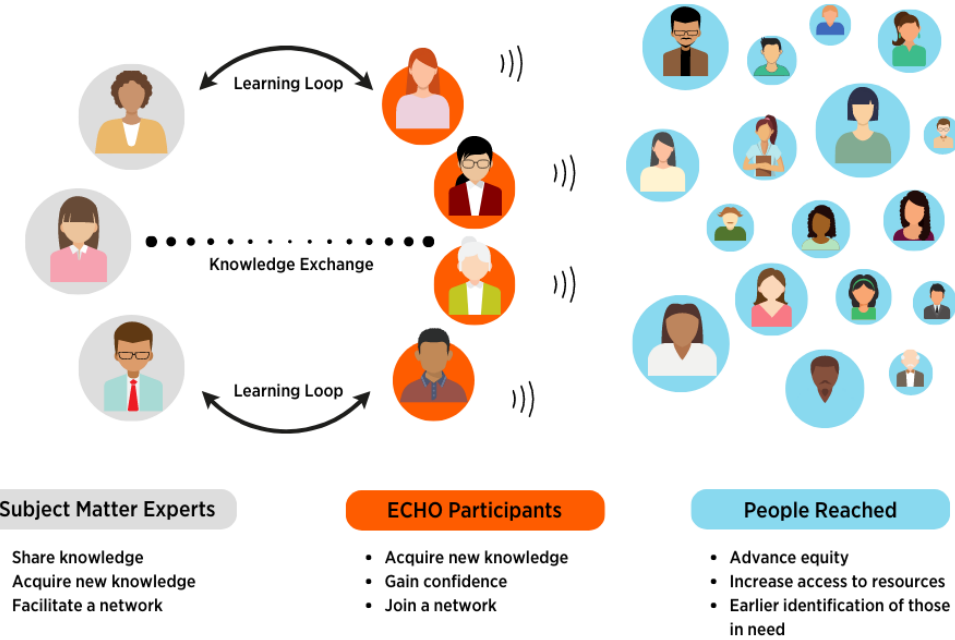 Learning Loop
Knowledge Exchange
Learning Loop
Subject Matter Experts
Share knowledge
Acquire new knowledge
Facilitate a network
ECHO Participants
• Acquire new knowledge
• Gain confidence
• Join a network
People Reached
• Advance equity
• Increase access to resources
• Earlier identification of those
in need